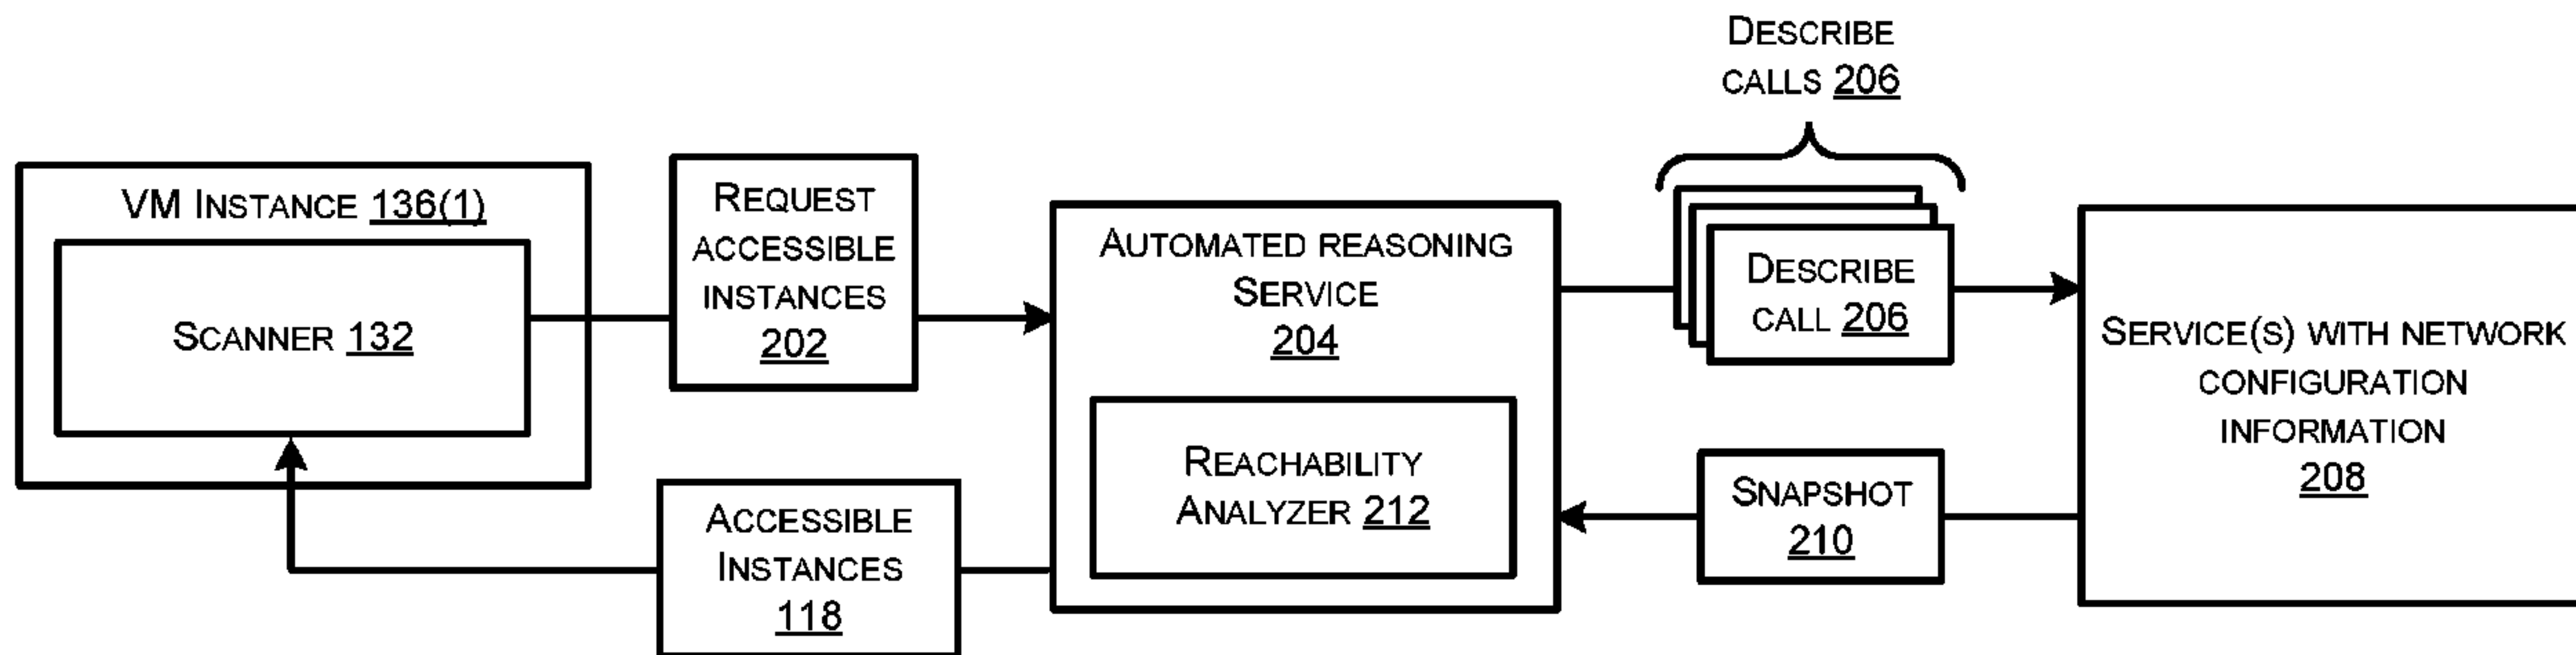 DESCRIBE
CALLS 206
VM INSTANCE 136(1)
SCANNER 132
REQUEST
ACCESSIBLE
INSTANCES
202
AUTOMATED REASONING
SERVICE
204
REACHABILITY
ANALYZER 212
DESCRIBE
CALL 206
SERVICE(S) WITH NETWORK
CONFIGURATION
INFORMATION
208
ACCESSIBLE
INSTANCES
118
SNAPSHOT
210